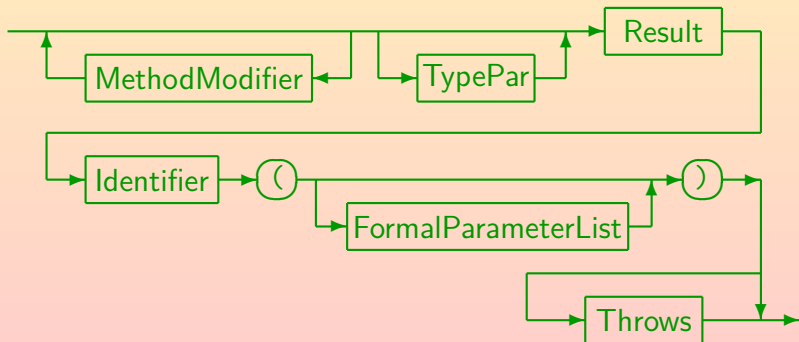 Result
MethodModifier TypePar
Identifier ( )
FormalParameterList
Throws